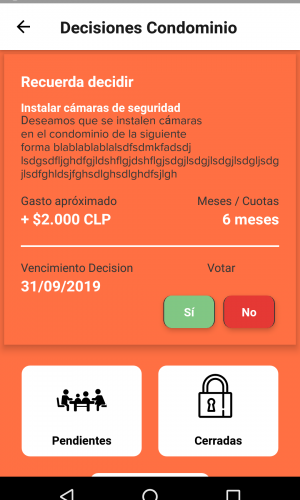 Decisiones Condominio
Recuerda decidir
Instalar cámaras de seguridad
Deseamos que se instalen cámaras
en el condominio de la siguiente
forma blablablablalsdfsdmkfadsdj
lsdgsdfljghdfgjldshflgjdshflgjsdgjlsdgjlsdgjlsdgljsdg
jlsdfghldsjfghsdlghsdlghdfsjlgh
Gasto apróximado
Meses / Cuotas
+ $2.000 CLP
6 meses
Vencimiento Decision
Votar
31/09/2019
Sí
No
Pendientes
Cerradas